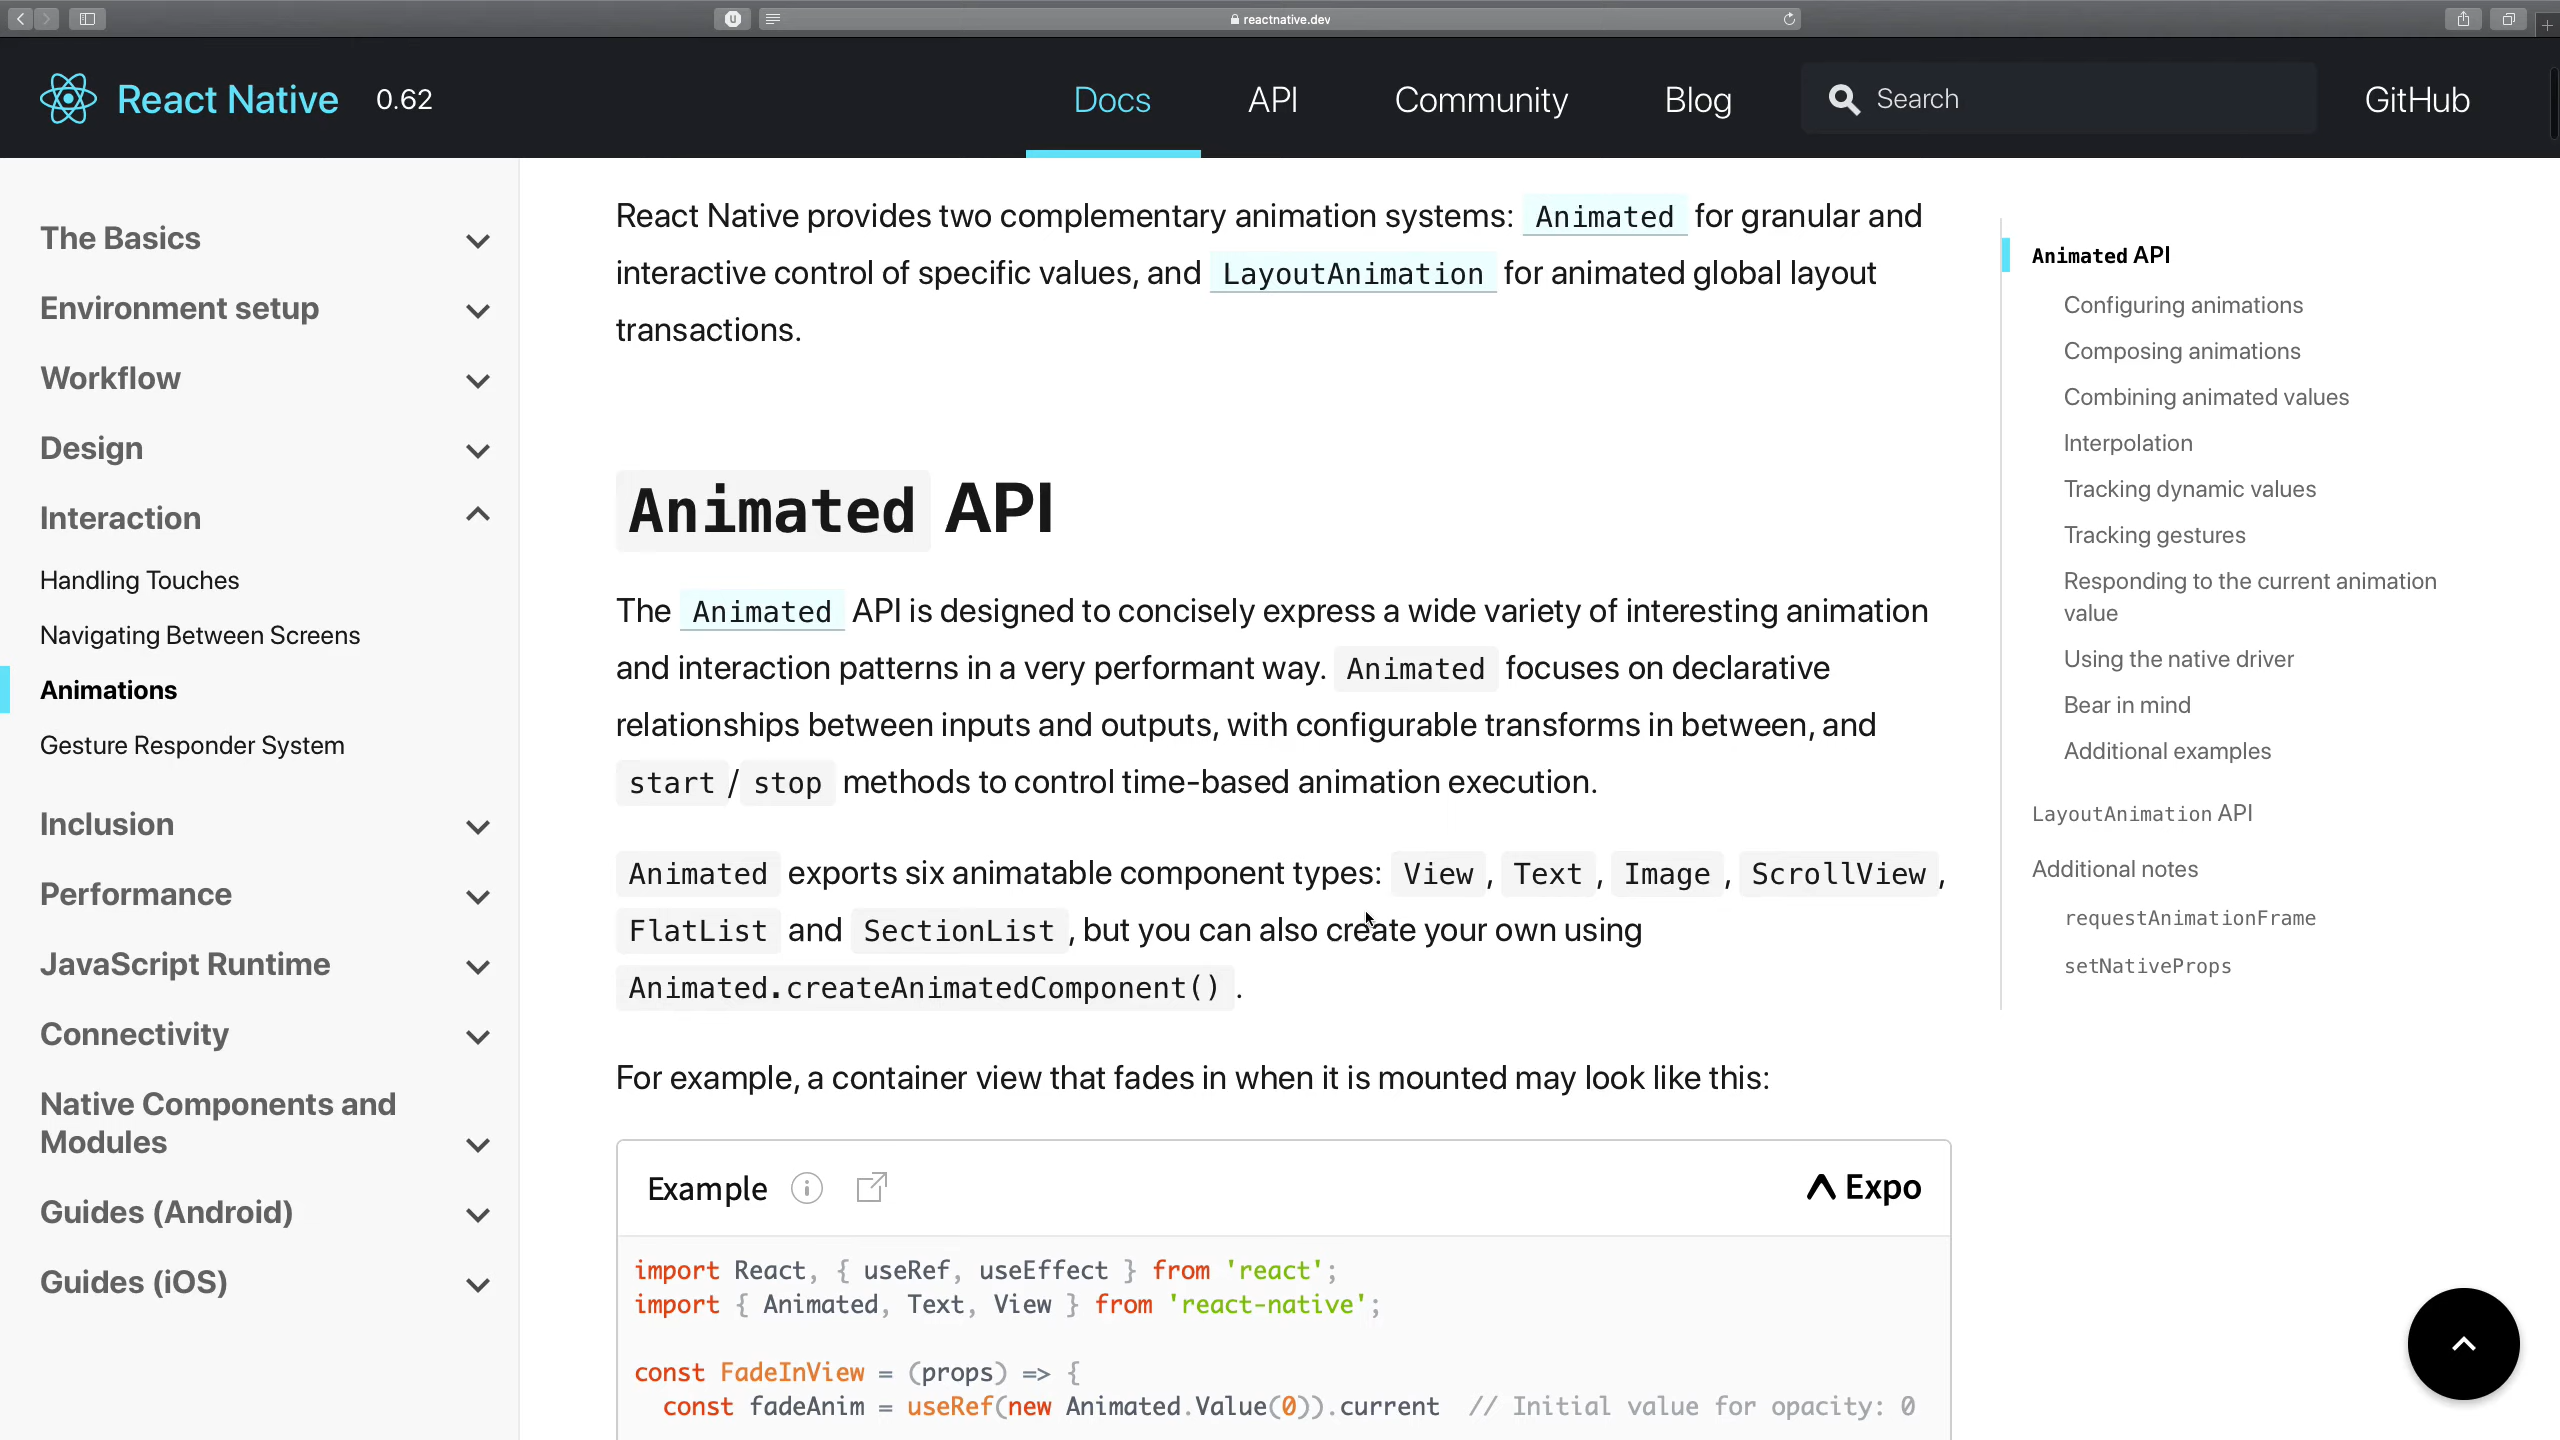 reactnative.dev
React Native 0.62
Docs API Community Blog Search GitHub
The Basics
Environment setup
Workflow
Design
Interaction
Handling Touches
Navigating Between Screens
Animations
Gesture Responder System
Inclusion
Performance
JavaScript Runtime
Connectivity
Native Components and
Modules
Guides (Android)
Guides (iOS)
React Native provides two complementary animation systems: Animated for granular and
interactive control of specific values, and LayoutAnimation for animated global layout
transactions.
Animated API
The Animated API is designed to concisely express a wide variety of interesting animation
and interaction patterns in a very performant way. Animated focuses on declarative
relationships between inputs and outputs, with configurable transforms in between, and
start / stop methods to control time-based animation execution.
Animated exports six animatable component types: View , Text , Image , ScrollView ,
FlatList and SectionList , but you can also create your own using
Animated.createAnimatedComponent() .
For example, a container view that fades in when it is mounted may look like this:
Example Expo
import React, { useRef, useEffect } from 'react';
import { Animated, Text, View } from 'react-native';
const FadeInView = (props) => {
const fadeAnim = useRef(new Animated.Value(0)).current // Initial value for opacity: 0
Animated API
Configuring animations
Composing animations
Combining animated values
Interpolation
Tracking dynamic values
Tracking gestures
Responding to the current animation
value
Using the native driver
Bear in mind
Additional examples
LayoutAnimation API
Additional notes
requestAnimationFrame
setNativeProps